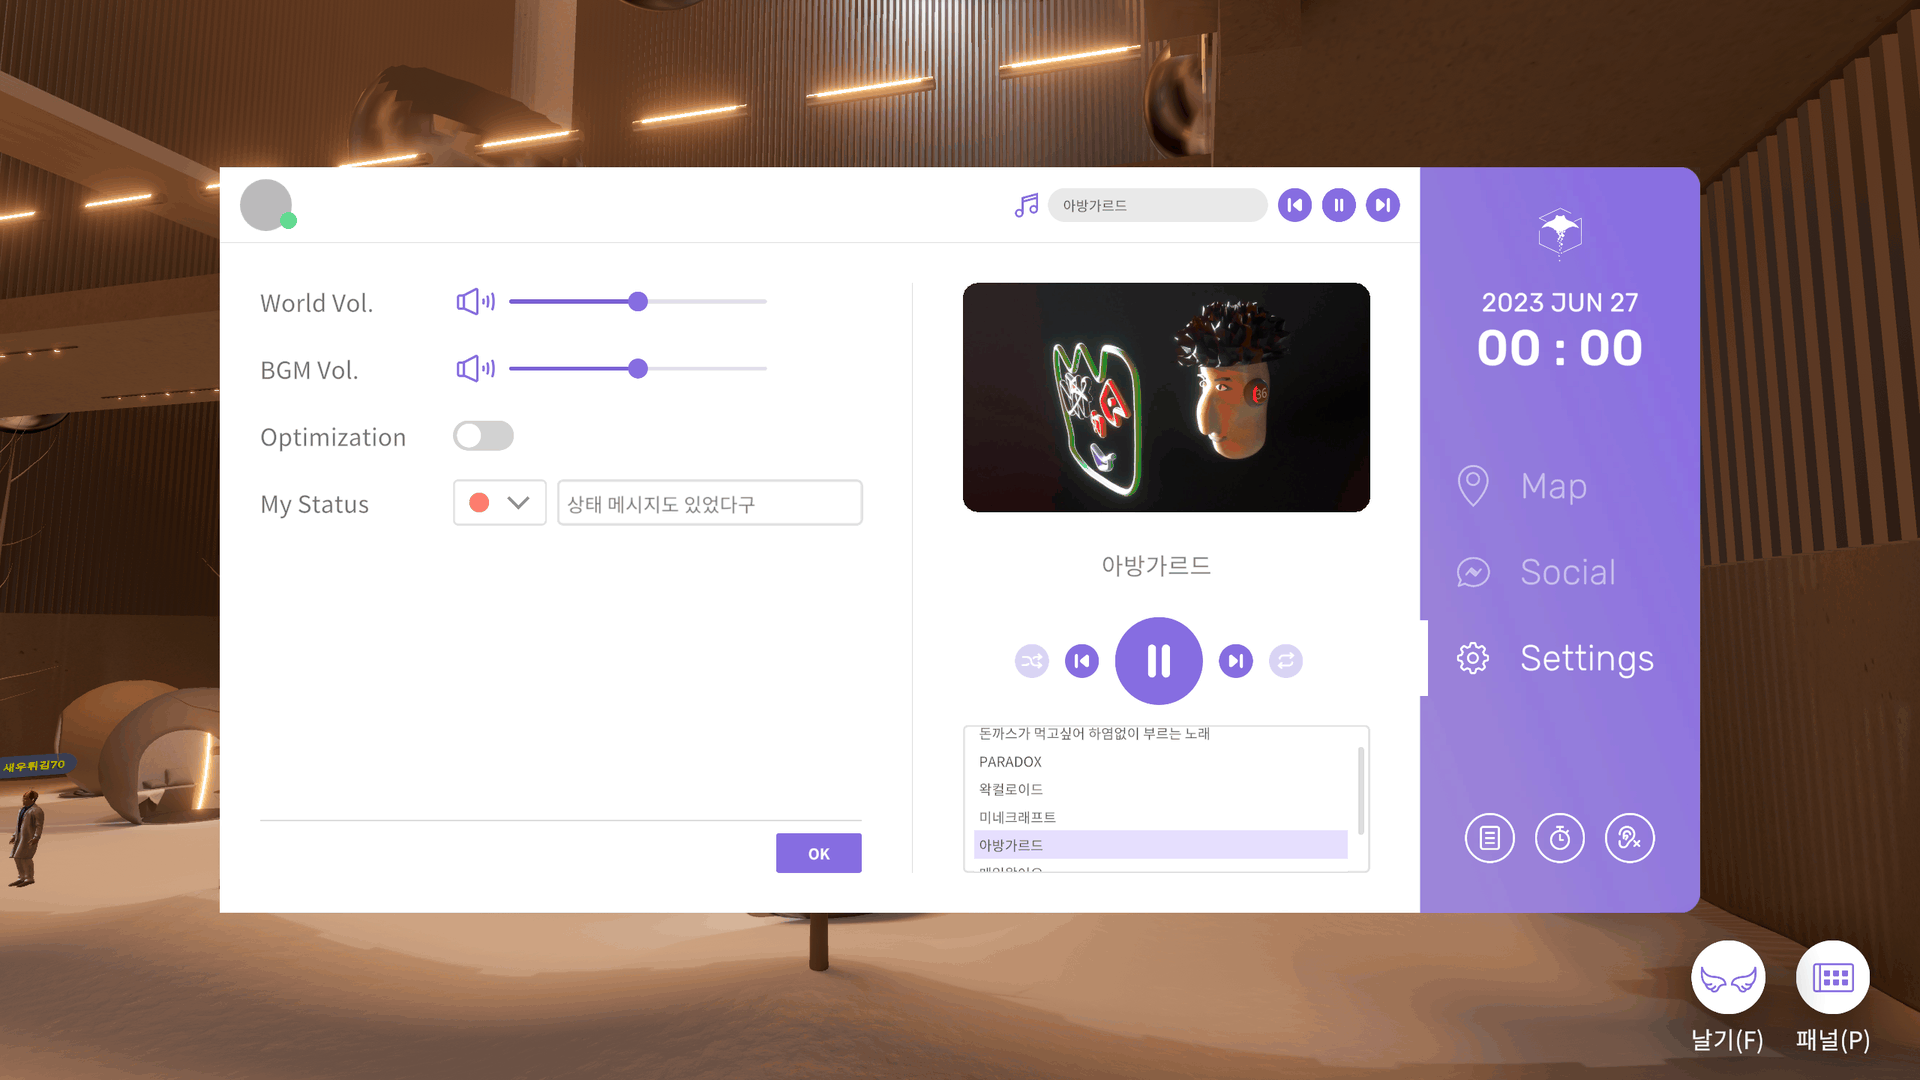 아방가르드
World Vol.
BGM Vol.
Optimization
My Status
상태 메시지도 있었다구
OK
36
아방가르드
돈까스가 먹고싶어 하염없이 부르는 노래
PARADOX
왁컬로이드
미네크래프트
아방가르드
2023 JUN 27
00 : 00
Map
Social
Settings
새우튀김70
날기(F)
패널(P)